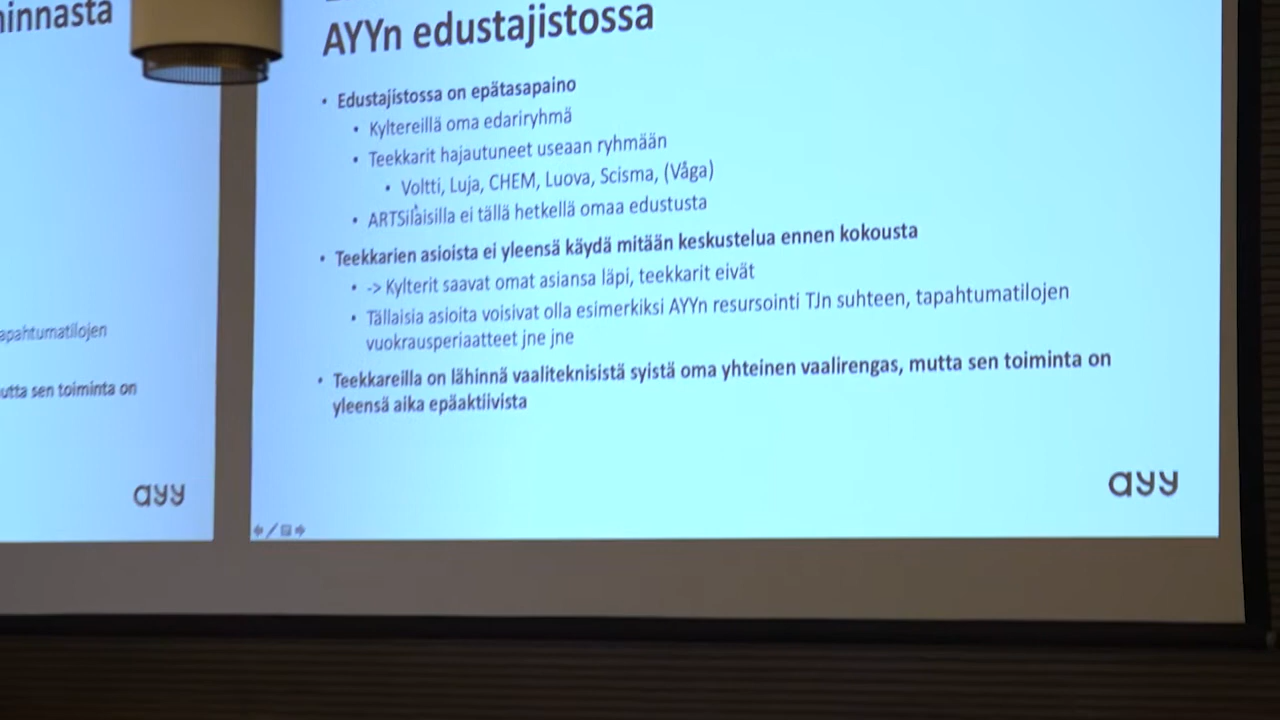 innasta
apahtumatilojen
utta sen toiminta on
ayy
AYYn edustajistossa
• Edustajistossa on epätasapaino
• Kyltereillä oma edariryhmä
• Teekkarit hajautuneet useaan ryhmään
• Voltti, Luja, CHEM, Luova, Scisma, (Våga)
• ARTSilaisilla ei tällä hetkellä omaa edustusta
• Teekkarien asioista ei yleensä käydä mitään keskustelua ennen kokousta
• -> Kylterit saavat omat asiansa läpi, teekkarit eivät
• Tällaisia asioita voisivat olla esimerkiksi AYYn resursointi TJn suhteen, tapahtumatilojen
vuokrausperiaatteet jne jne
• Teekkareilla on lähinnä vaaliteknisistä syistä oma yhteinen vaalirengas, mutta sen toiminta on
yleensä aika epäaktiivista
ayy